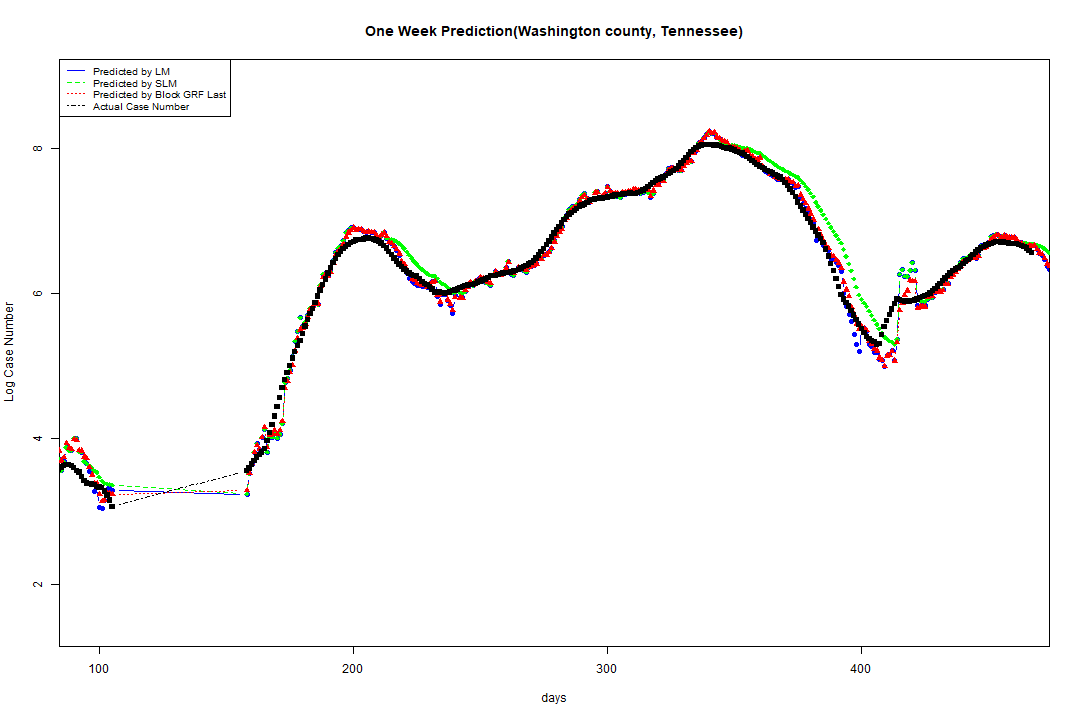 One Week Prediction(Washington county, Tennessee)
Predicted by LM
Predicted by SLM
Predicted by Block GRF Last
Actual Case Number
8
6
4
2
Log Case Number
100 200 300 400
days